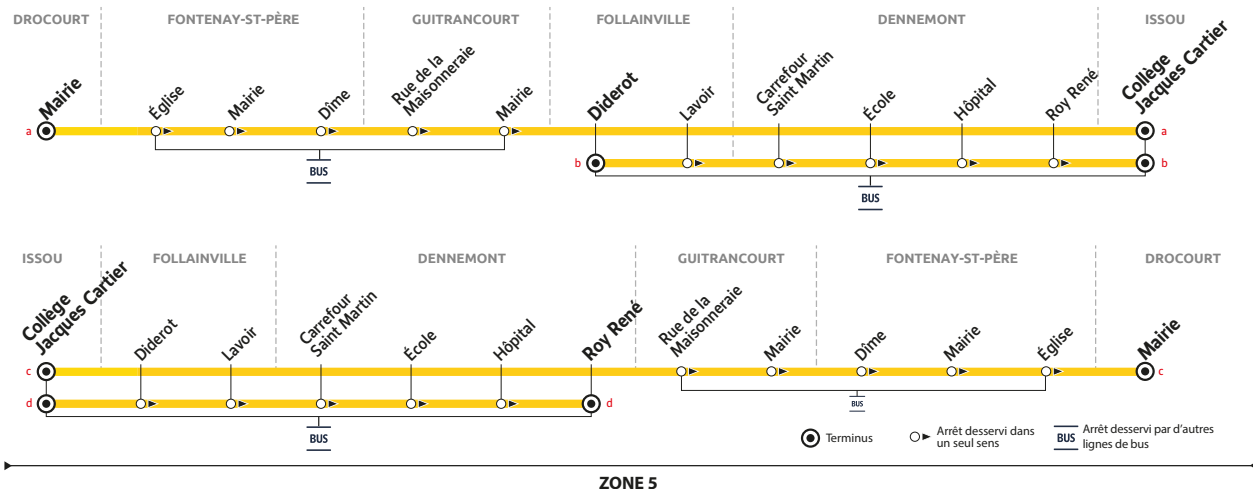 DROCOURT
FONTENAY-ST-PÈRE
GUITRANCOURT
FOLLAINVILLE
DENNEMONT
ISSOU
Mairie
Église
Mairie
Dîme
Rue de la
Maisonneraie
Mairie
Diderot
Lavoir
Carrefour
Saint Martin
École
Hôpital
Roy René
Collège
Jacques Cartier
a
a
b
b
BUS
BUS
ISSOU
FOLLAINVILLE
DENNEMONT
GUITRANCOURT
FONTENAY-ST-PÈRE
DROCOURT
Collège
Jacques Cartier
Diderot
Lavoir
Carrefour
Saint Martin
École
Hôpital
Roy René
Rue de la
Maisonneraie
Mairie
Dîme
Mairie
Église
Mairie
c
c
d
d
BUS
BUS
Terminus
Arrêt desservi dans
un seul sens
BUS
Arrêt desservi par d'autres
lignes de bus
ZONE 5